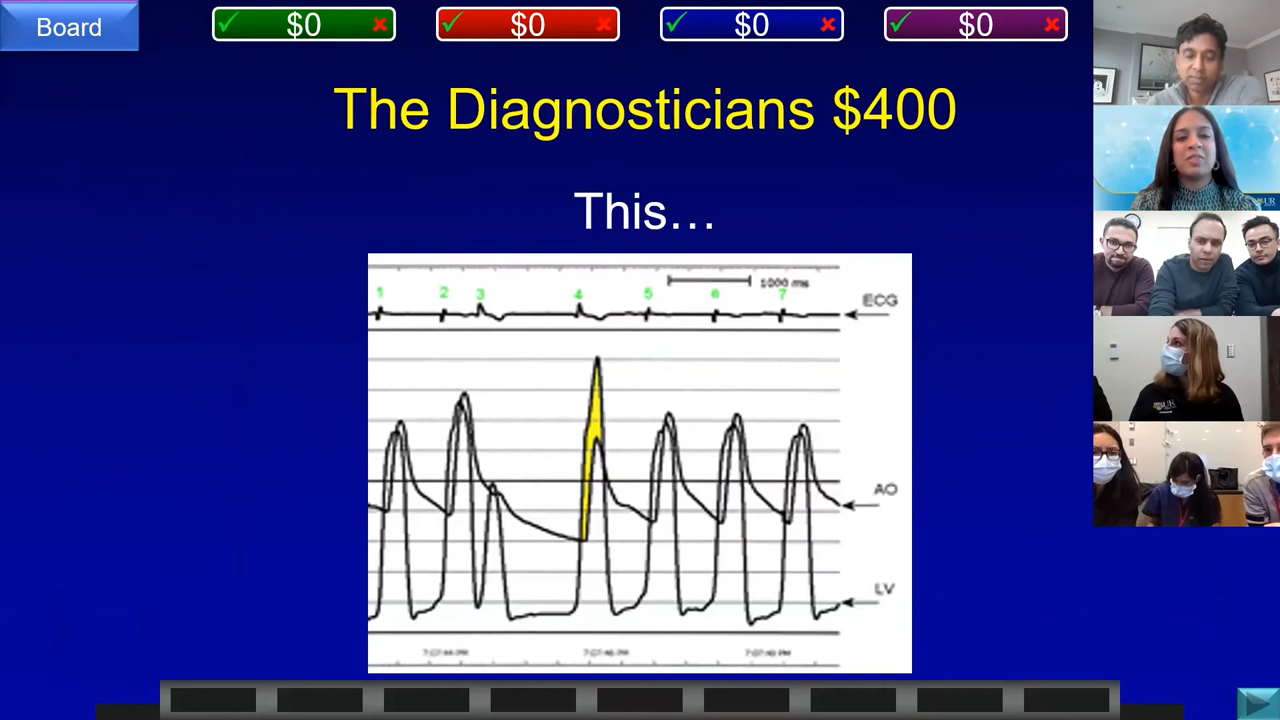 Board
$0
$0
$0
$0
The Diagnosticians $400
This…
1000 ms
1 2 3 4 5 6 7
ECG
AO
LV
UR